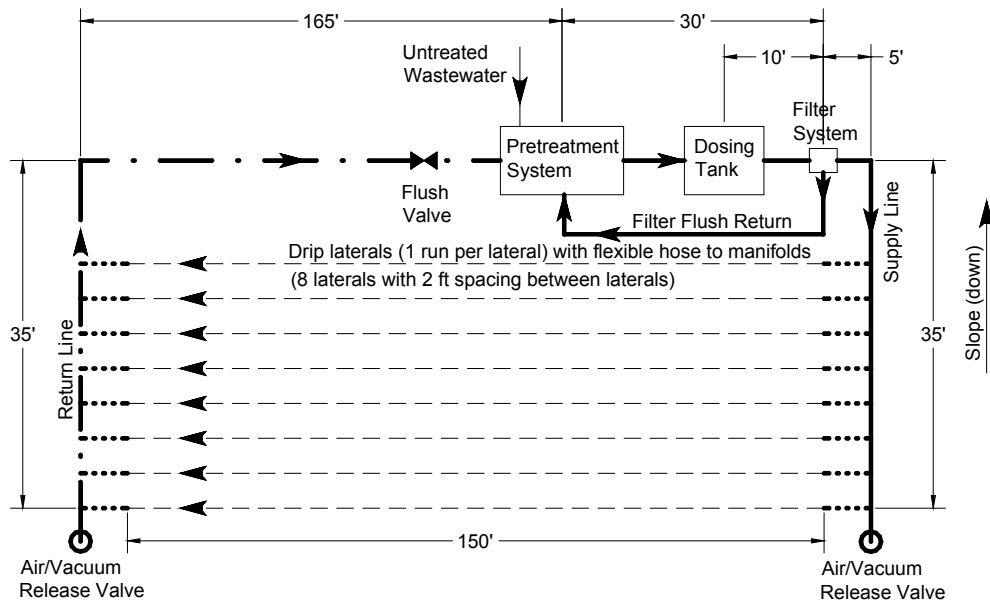 165'
30'
Untreated
Wastewater
10'
5'
Filter
System
Pretreatment
System
Dosing
Tank
Flush
Valve
Filter Flush Return
Supply Line
Drip laterals (1 run per lateral) with flexible hose to manifolds
(8 laterals with 2 ft spacing between laterals)
35'
Return Line
35'
Slope (down)
150'
Air/Vacuum
Release Valve
Air/Vacuum
Release Valve